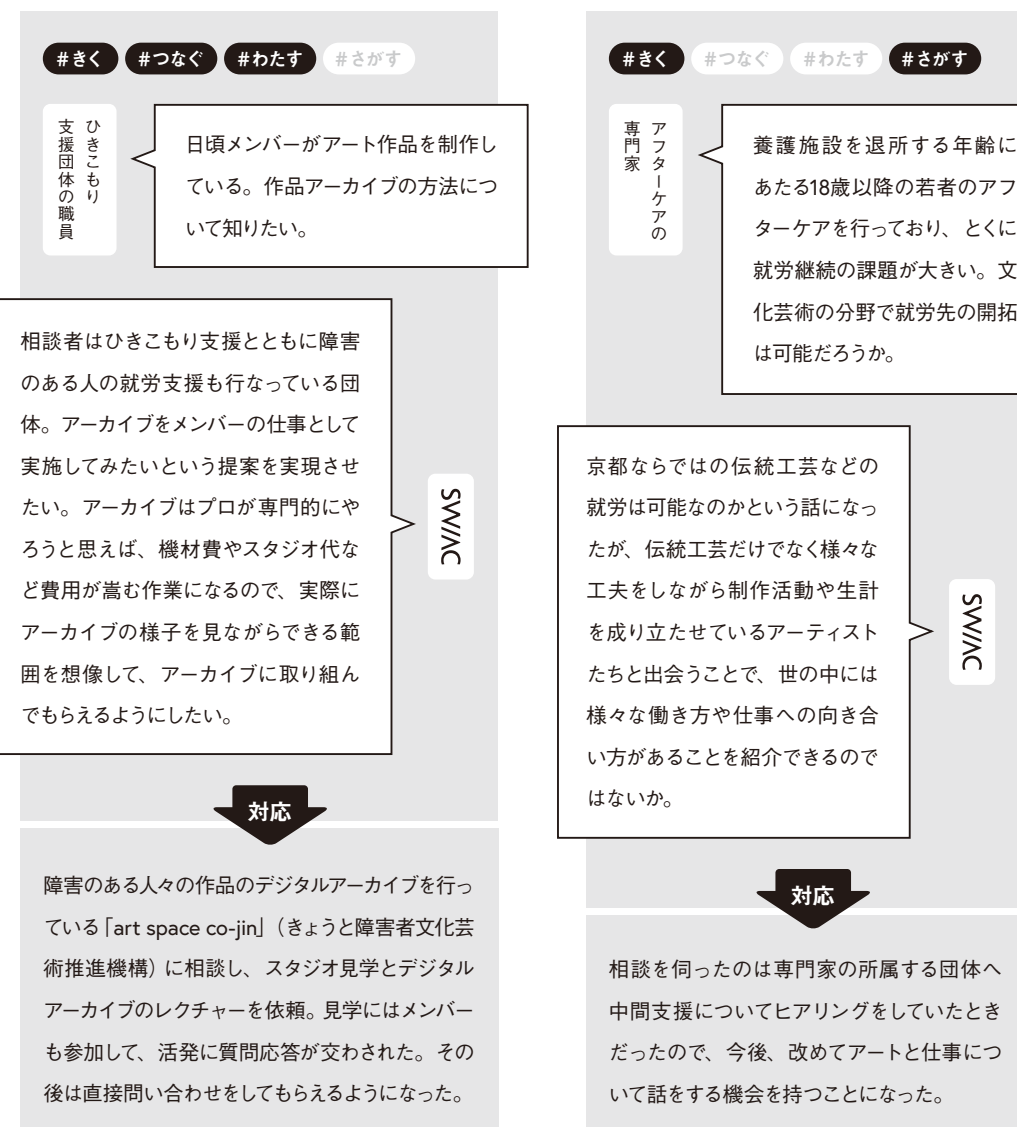 #きく #つなぐ #わたす #さがす
ひきこもり
支援団体の職員
日頃メンバーがアート作品を制作し
ている。作品アーカイブの方法につ
いて知りたい。
相談者はひきこもり支援とともに障害
のある人の就労支援も行なっている団
体。アーカイブをメンバーの仕事として
実施してみたいという提案を実現させ
たい。アーカイブはプロが専門的にや
ろうと思えば、機材費やスタジオ代な
ど費用が嵩む作業になるので、実際に
アーカイブの様子を見ながらできる範
囲を想像して、アーカイブに取り組ん
でもらえるようにしたい。
SW/AC
対応
障害のある人々の作品のデジタルアーカイブを行っ
ている「art space co-jin」（きょうと障害者文化芸
術推進機構）に相談し、スタジオ見学とデジタル
アーカイブのレクチャーを依頼。見学にはメンバー
も参加して、活発に質問応答が交わされた。その
後は直接問い合わせをしてもらえるようになった。
#きく #つなぐ #わたす #さがす
アフターケアの
専門家
養護施設を退所する年齢に
あたる18歳以降の若者のアフ
ターケアを行っており、とくに
就労継続の課題が大きい。文
化芸術の分野で就労先の開拓
は可能だろうか。
京都ならではの伝統工芸などの
就労は可能なのかという話になっ
たが、伝統工芸だけでなく様々な
工夫をしながら制作活動や生計
を成り立たせているアーティスト
たちと出会うことで、世の中には
様々な働き方や仕事への向き合
い方があることを紹介できるので
はないか。
SW/AC
対応
相談を伺ったのは専門家の所属する団体へ
中間支援についてヒアリングをしていたとき
だったので、今後、改めてアートと仕事につ
いて話をする機会を持つことになった。